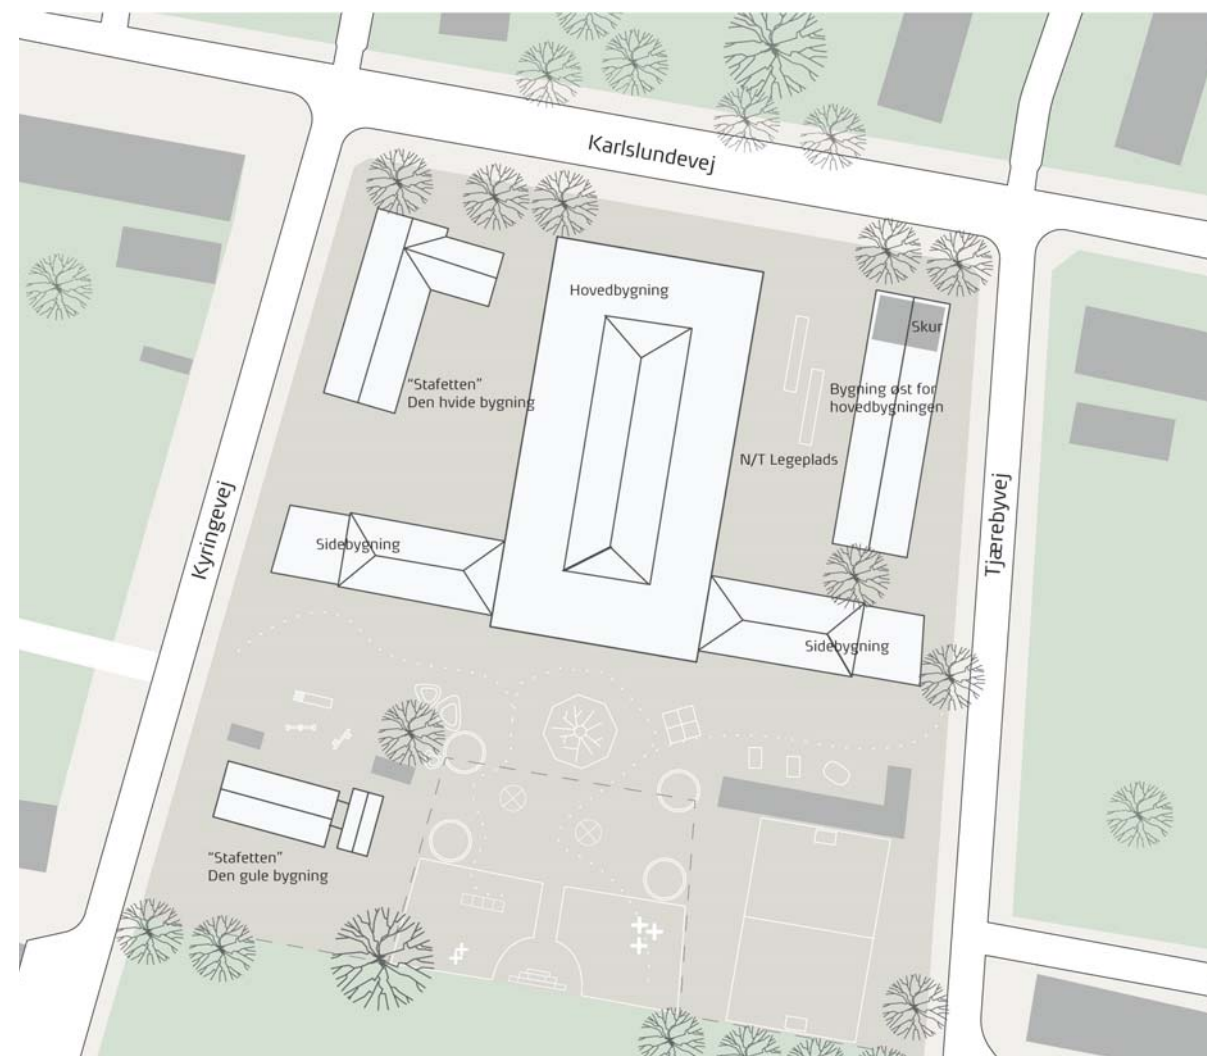 Karlslundevej
Hovedbygning
Skur
"Stafetten"
Den hvide bygning
Bygning øst for
hovedbygningen
N/T Legeplads
Kyringevej
Tjærebyvej
Sidebygning
Sidebygning
"Stafetten"
Den gule bygning